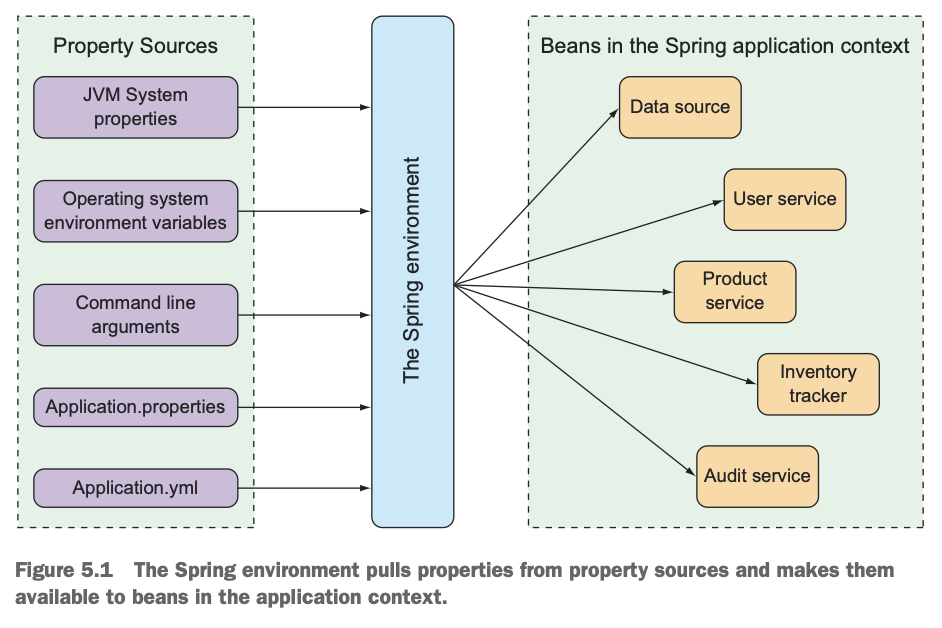 Property Sources
JVM System
properties
Operating system
environment variables
Command line
arguments
Application.properties
Application.yml
The Spring environment
Beans in the Spring application context
Data source
User service
Product
service
Inventory
tracker
Audit service
Figure 5.1 The Spring environment pulls properties from property sources and makes them
available to beans in the application context.